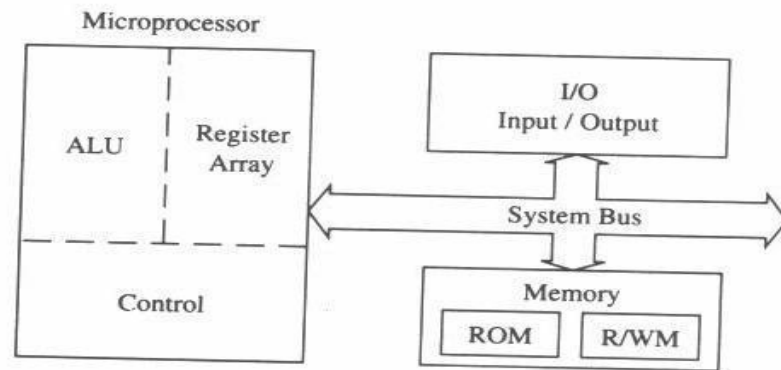 Microprocessor
ALU
Register
Array
Control
I/O
Input / Output
System Bus
Memory
ROM
R/WM